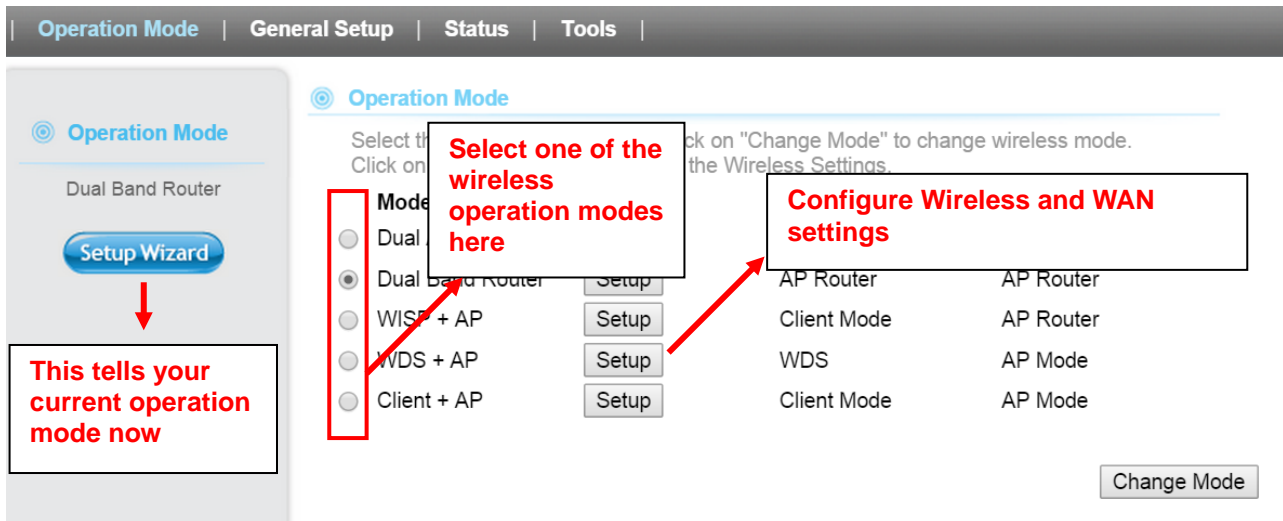 | Operation Mode | General Setup | Status | Tools |
Operation Mode
Dual Band Router
Setup Wizard
This tells your
current operation
mode now
Operation Mode
Select ck on "Change Mode" to change wireless mode.
Click on the Wireless Settings.
Select one of the
wireless
operation modes
here
Configure Wireless and WAN
settings
Mode
Dual
Dual Band Router Setup AP Router AP Router
WISP + AP Setup Client Mode AP Router
WDS + AP Setup WDS AP Mode
Client + AP Setup Client Mode AP Mode
Change Mode